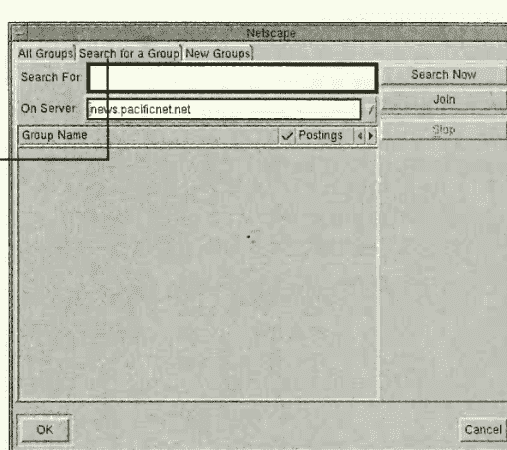 Netscape
All Groups Search for a Group New Groups
Search For Search Now
On Server news.pacificnet.net Join
Group Name Postings Stop
OK Cancel